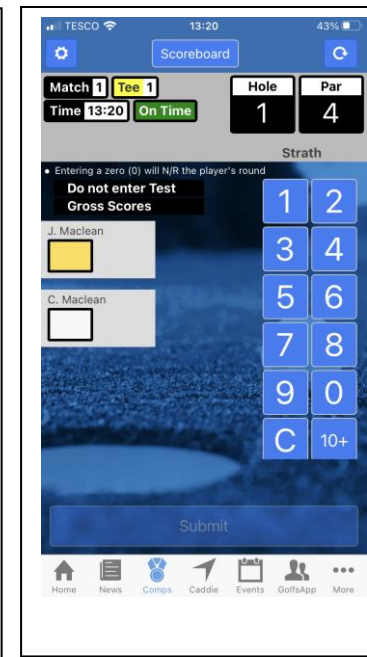 TESCO 13:20 43%
Scoreboard
Match 1 Tee 1
Time 13:20 On Time
Hole Par
1 4
Strath
• Entering a zero (0) will N/R the player's round
Do not enter Test
Gross Scores
J. Maclean
C. Maclean
1 2
3 4
5 6
7 8
9 0
C 10+
Submit
Home News Comps Caddie Events GolfsApp More